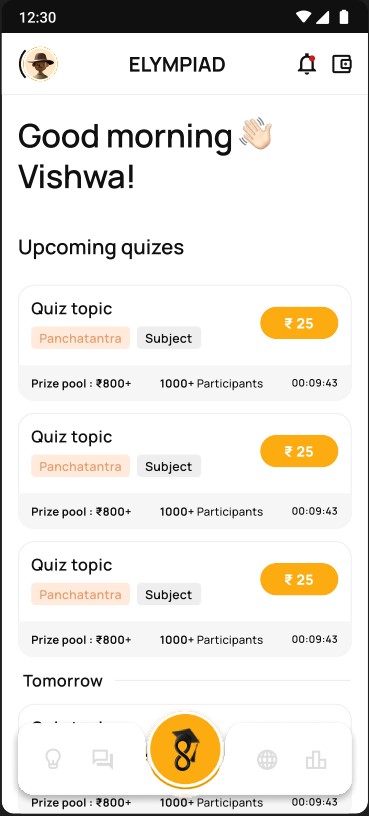 12:30
ELYMPIAD
Good morning 👋🏻
Vishwa!
Upcoming quizes
Quiz topic
₹ 25
Panchatantra Subject
Prize pool : ₹800+ 1000+ Participants 00:09:43
Quiz topic
₹ 25
Panchatantra Subject
Prize pool : ₹800+ 1000+ Participants 00:09:43
Quiz topic
₹ 25
Panchatantra Subject
Prize pool : ₹800+ 1000+ Participants 00:09:43
Tomorrow
Prize pool : ₹800+ 1000+ Participants 00:09:43